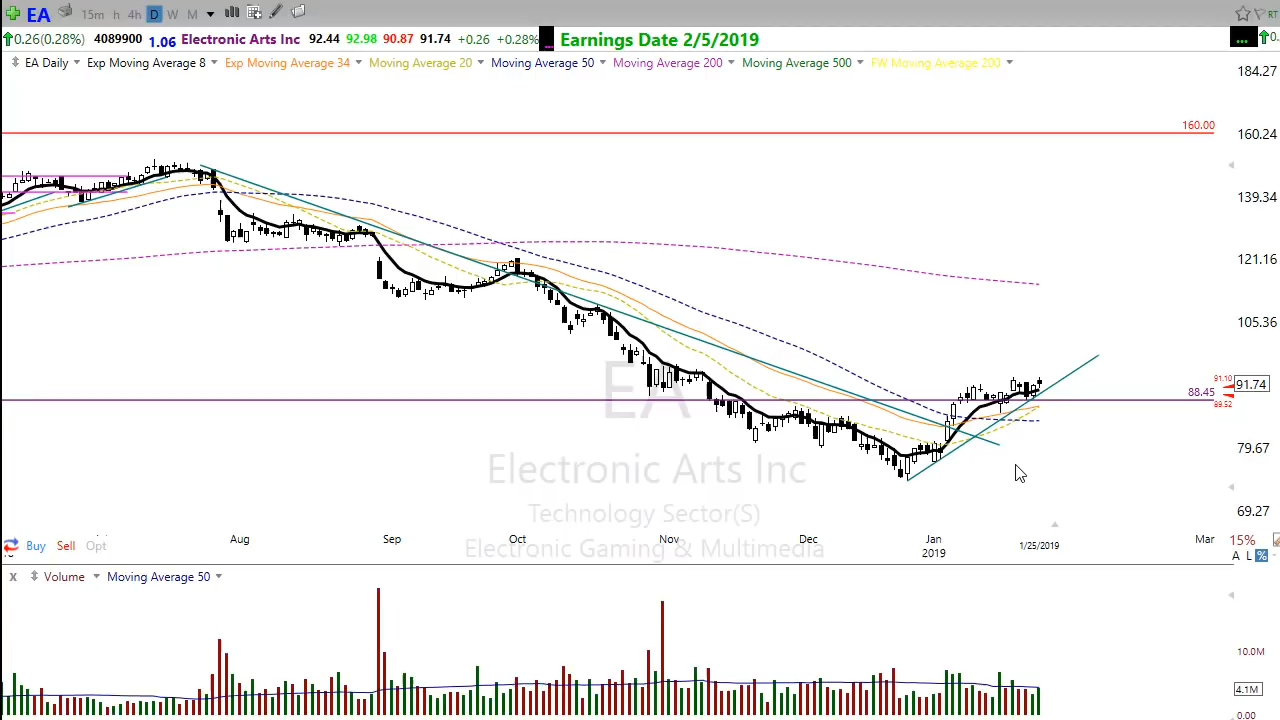 EA 15m h 4h D W M
0.26(0.28%) 4089900 1.06 Electronic Arts Inc 92.44 92.98 90.87 91.74 +0.26 +0.28% ... Earnings Date 2/5/2019 ... 0.
EA Daily Exp Moving Average 8 Exp Moving Average 34 Moving Average 20 Moving Average 50 Moving Average 200 Moving Average 500 FW Moving Average 200
184.27
160.00
160.24
139.34
121.16
105.36
91.10
91.74
88.45
89.52
EA
79.67
Electronic Arts Inc
Technology Sector(S)
69.27
Electronic Gaming & Multimedia
Buy Sell Opt
Aug Sep Oct Nov Dec Jan 1/25/2019 Mar 15%
2019
A L %
X Volume Moving Average 50
10.0M
4.1M
0.00